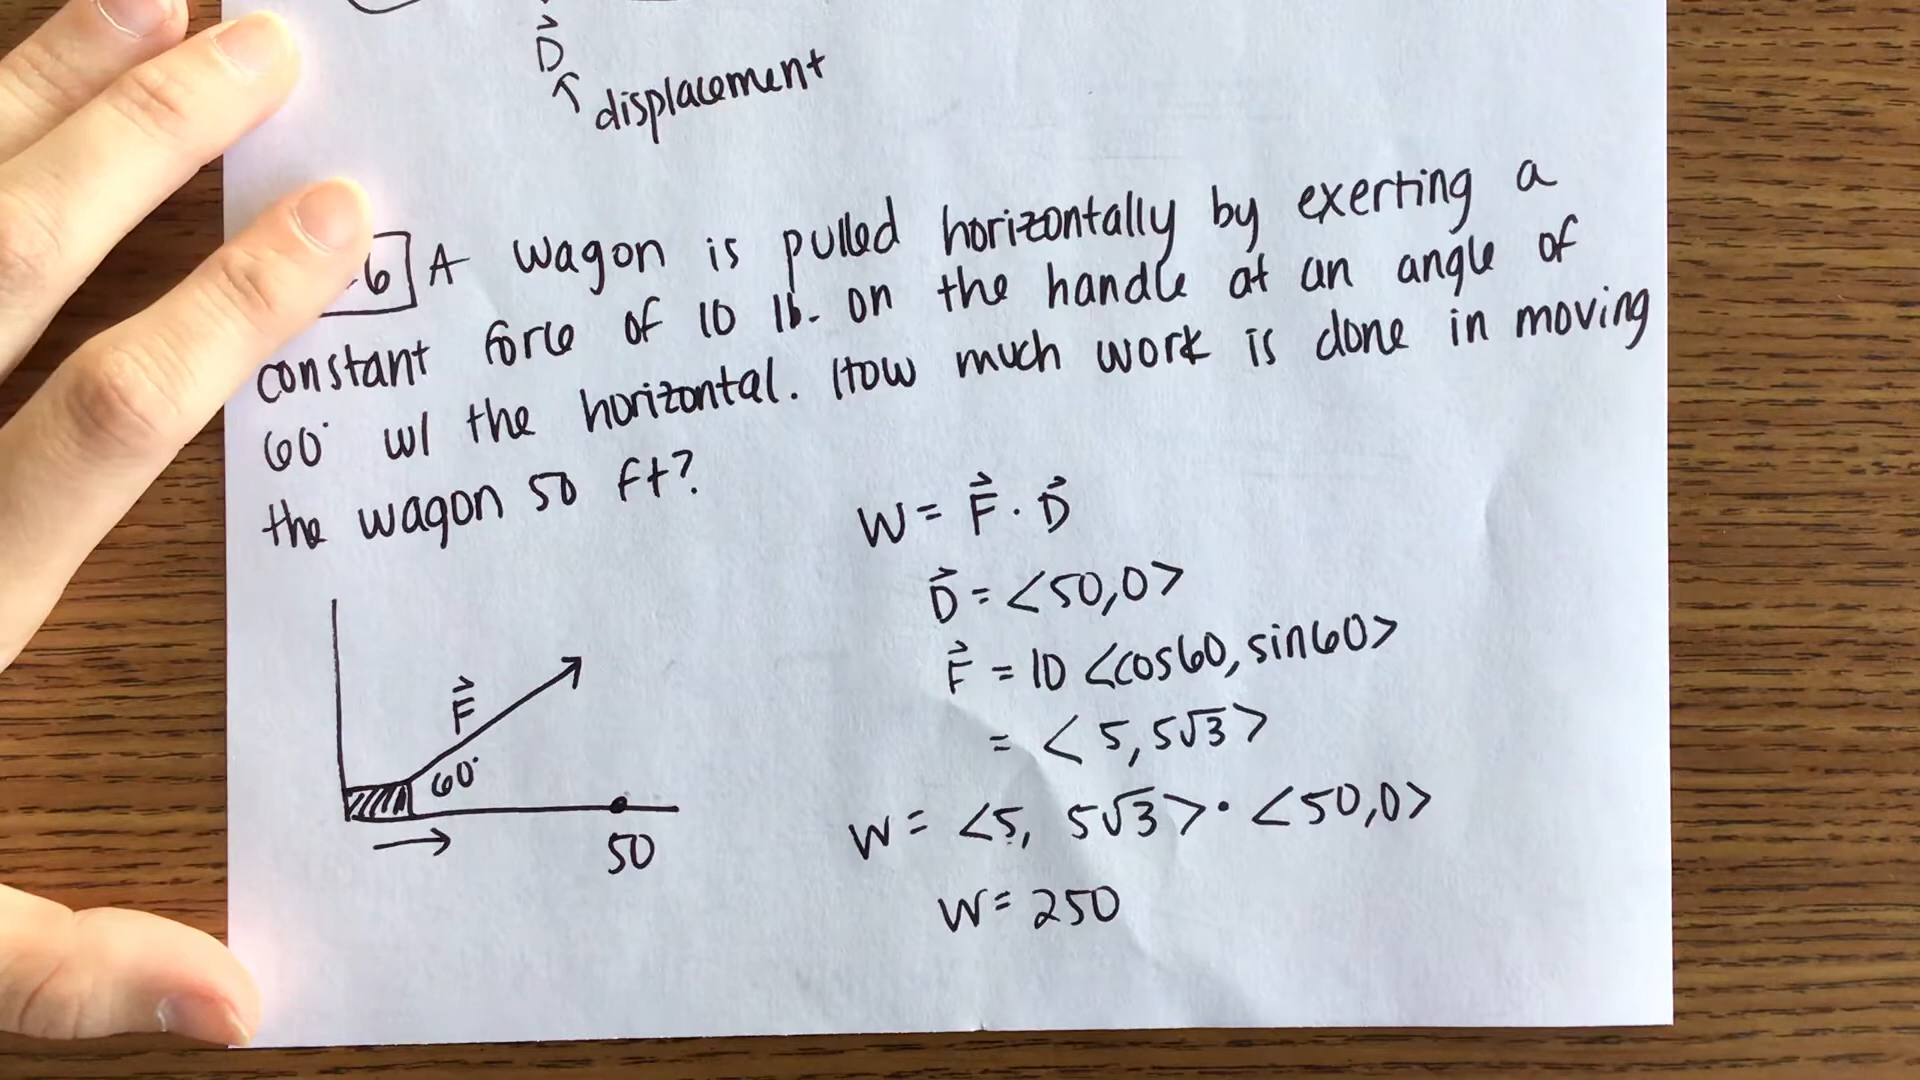 D⃗
↑ displacement
6 A wagon is pulled horizontally by exerting a
constant force of 10 lb. on the handle at an angle of
60° w/ the horizontal. How much work is done in moving
the wagon 50 ft?
W = F⃗ · D⃗
D⃗ = <50,0>
F⃗ = 10 <cos60, sin60>
= <5, 5√3>
W = <5, 5√3> · <50,0>
W = 250
F⃗
60°
50